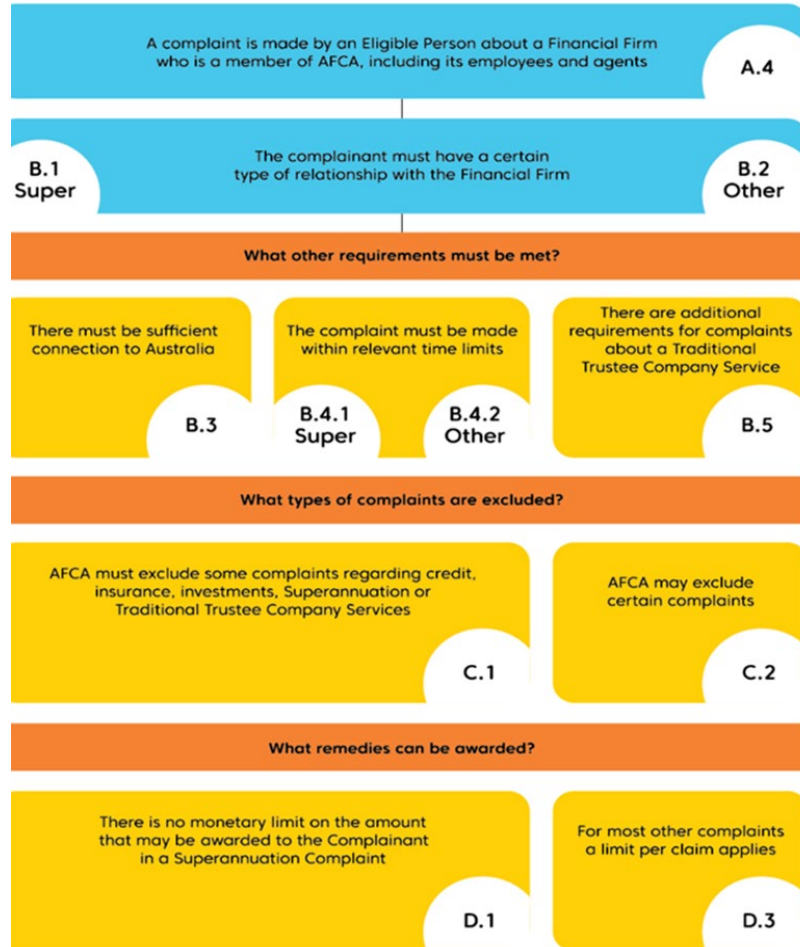 A complaint is made by an Eligible Person about a Financial Firm
who is a member of AFCA, including its employees and agents
A.4
B.1
Super
The complainant must have a certain
type of relationship with the Financial Firm
B.2
Other
What other requirements must be met?
There must be sufficient
connection to Australia
B.3
The complaint must be made
within relevant time limits
B.4.1
Super
B.4.2
Other
There are additional
requirements for complaints
about a Traditional
Trustee Company Service
B.5
What types of complaints are excluded?
AFCA must exclude some complaints regarding credit,
insurance, investments, Superannuation or
Traditional Trustee Company Services
C.1
AFCA may exclude
certain complaints
C.2
What remedies can be awarded?
There is no monetary limit on the amount
that may be awarded to the Complainant
in a Superannuation Complaint
D.1
For most other complaints
a limit per claim applies
D.3